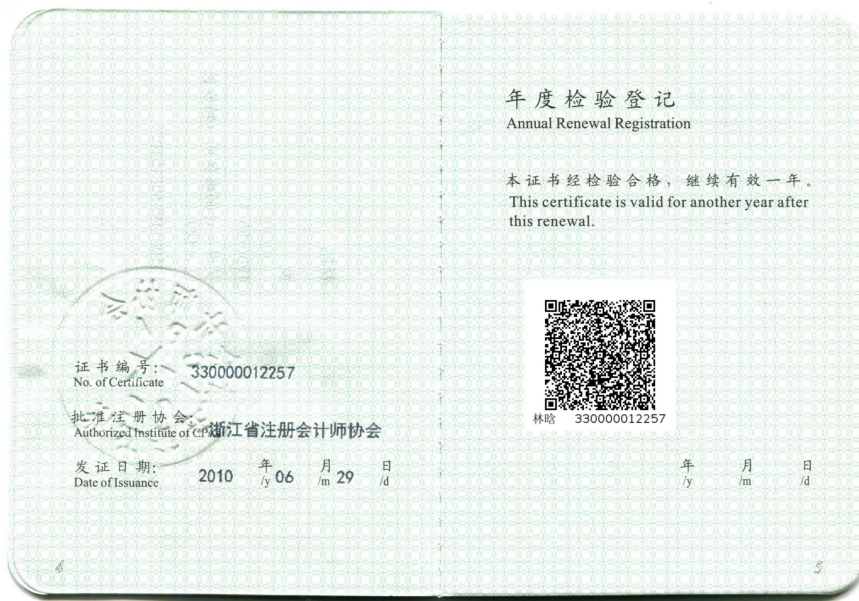 证书编号: 330000012257
No. of Certificate
批准注册协会: 浙江省注册会计师协会
Authorized Institute of CPAs
发证日期: 2010 年 06 月 29 日
Date of Issuance /y /m /d
4
年度检验登记
Annual Renewal Registration
本证书经检验合格，继续有效一年。
This certificate is valid for another year after
this renewal.
林晗 330000012257
年 月 日
/y /m /d
5